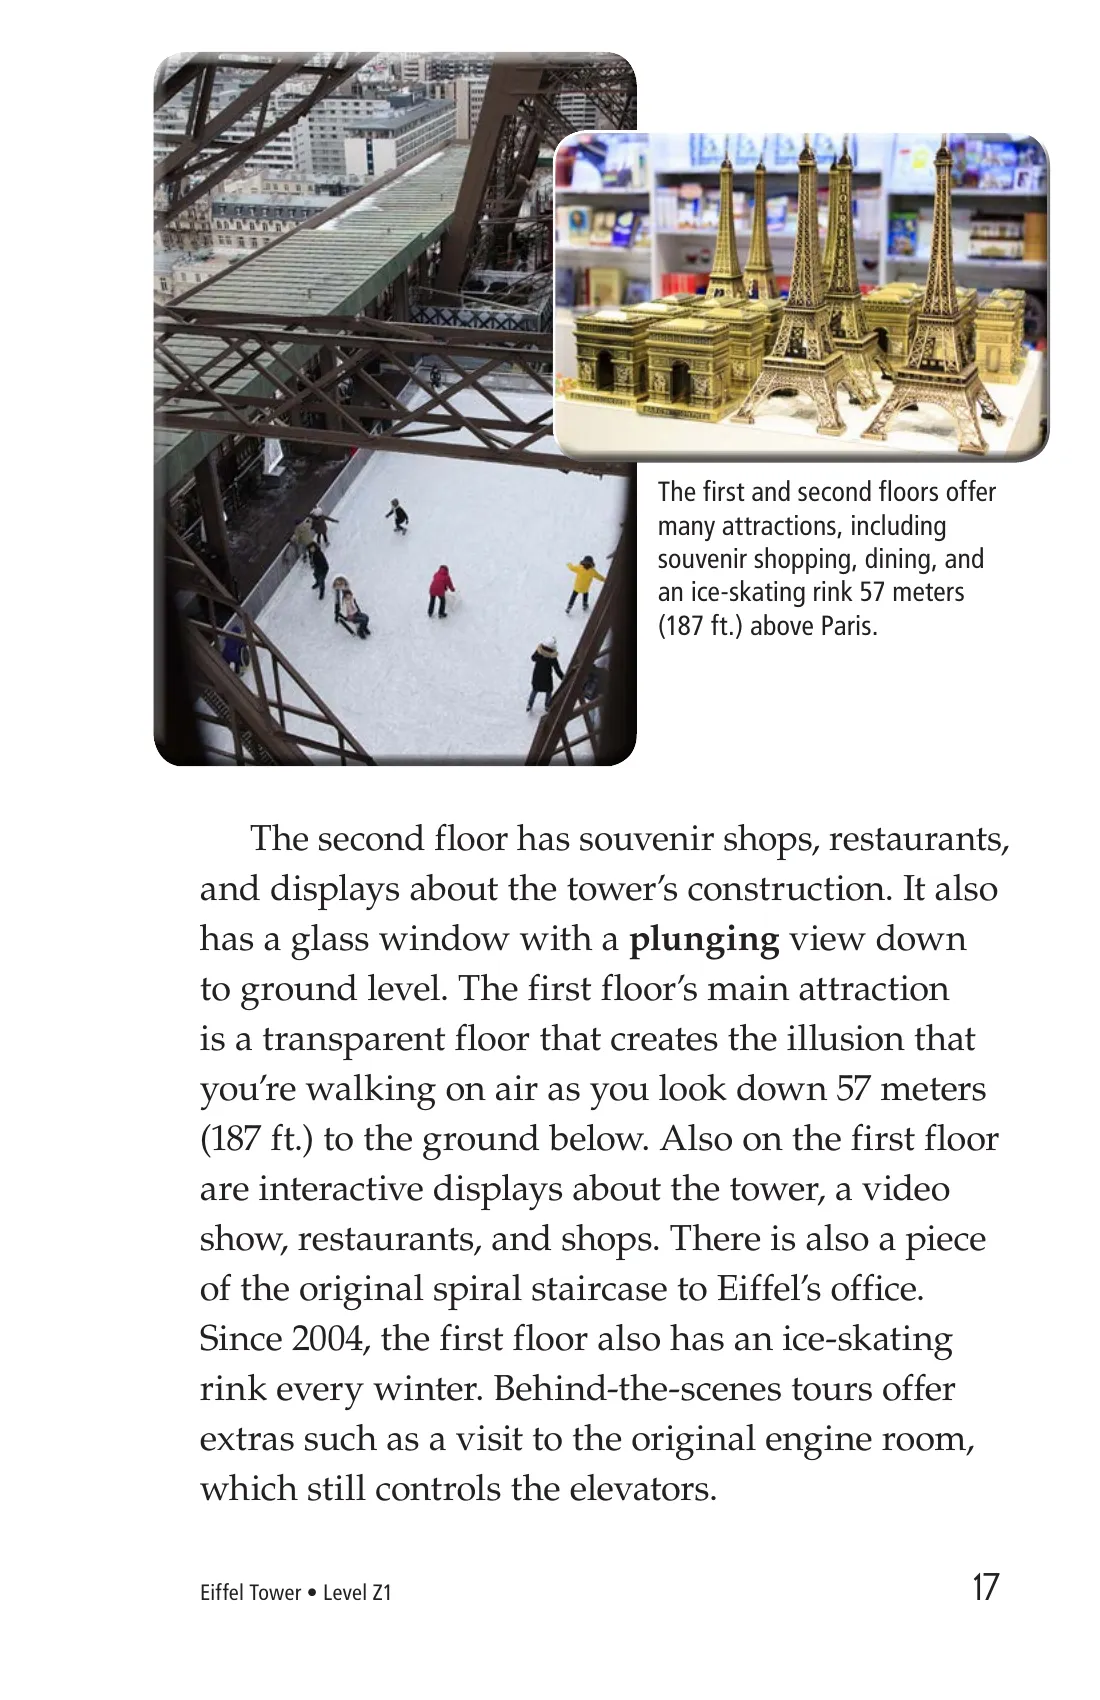 The first and second floors offer
many attractions, including
souvenir shopping, dining, and
an ice-skating rink 57 meters
(187 ft.) above Paris.
The second floor has souvenir shops, restaurants,
and displays about the tower’s construction. It also
has a glass window with a plunging view down
to ground level. The first floor’s main attraction
is a transparent floor that creates the illusion that
you’re walking on air as you look down 57 meters
(187 ft.) to the ground below. Also on the first floor
are interactive displays about the tower, a video
show, restaurants, and shops. There is also a piece
of the original spiral staircase to Eiffel’s office.
Since 2004, the first floor also has an ice-skating
rink every winter. Behind-the-scenes tours offer
extras such as a visit to the original engine room,
which still controls the elevators.
Eiffel Tower • Level Z1
17